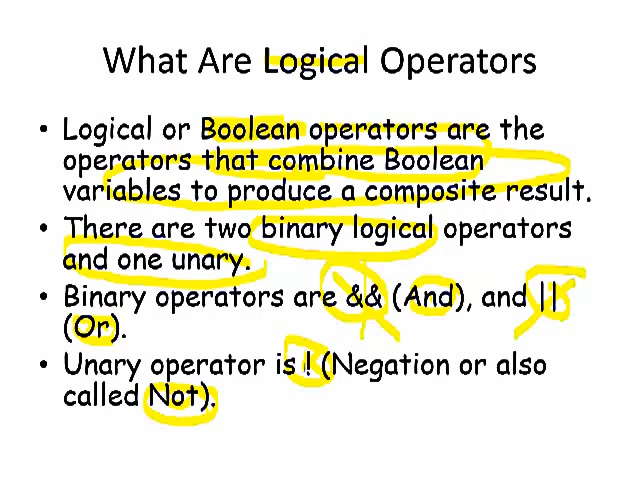 What Are Logical Operators
• Logical or Boolean operators are the
operators that combine Boolean
variables to produce a composite result.
• There are two binary logical operators
and one unary.
• Binary operators are && (And), and ||
(Or).
• Unary operator is ! (Negation or also
called Not).